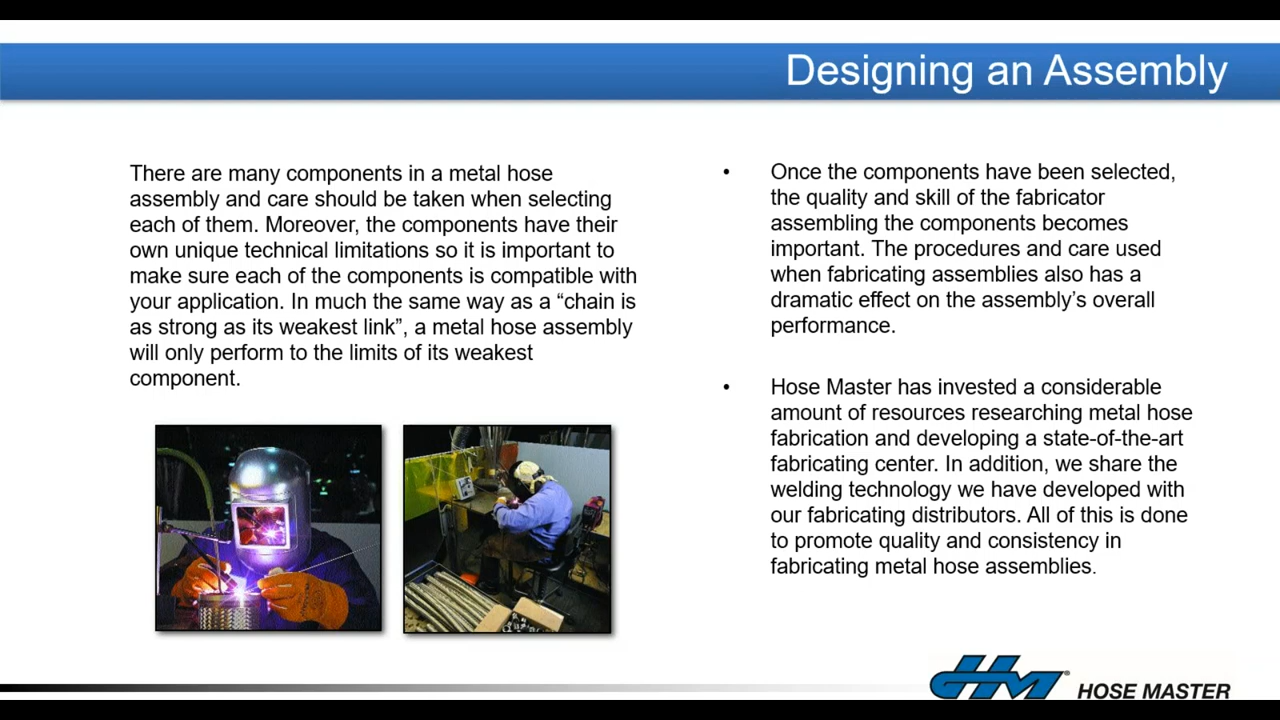 Designing an Assembly
There are many components in a metal hose
assembly and care should be taken when selecting
each of them. Moreover, the components have their
own unique technical limitations so it is important to
make sure each of the components is compatible with
your application. In much the same way as a “chain is
as strong as its weakest link”, a metal hose assembly
will only perform to the limits of its weakest
component.
• Once the components have been selected,
the quality and skill of the fabricator
assembling the components becomes
important. The procedures and care used
when fabricating assemblies also has a
dramatic effect on the assembly’s overall
performance.
• Hose Master has invested a considerable
amount of resources researching metal hose
fabrication and developing a state-of-the-art
fabricating center. In addition, we share the
welding technology we have developed with
our fabricating distributors. All of this is done
to promote quality and consistency in
fabricating metal hose assemblies.
HM® HOSE MASTER